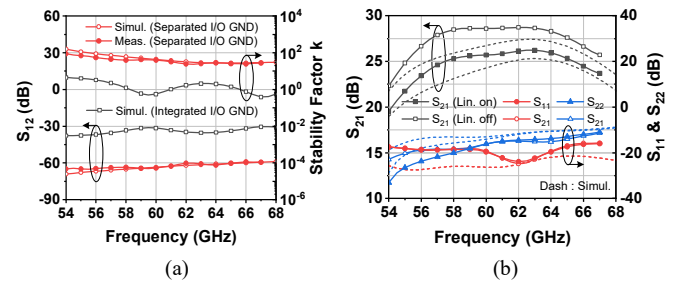 Simul. (Separated I/O GND)
Meas. (Separated I/O GND)
Simul. (Integrated I/O GND)
S12 (dB)
60
30
0
-30
-60
-90
10^4
10^2
10^0
10^-2
10^-4
10^-6
Stability Factor k
54 56 58 60 62 64 66 68
Frequency (GHz)
(a)
S21 (dB)
30
25
20
15
10
S21 (Lin. on) S11 S22
S21 (Lin. off) S21 S21
Dash : Simul.
40
20
0
-20
-40
S11 & S22 (dB)
54 56 58 60 62 64 66 68
Frequency (GHz)
(b)